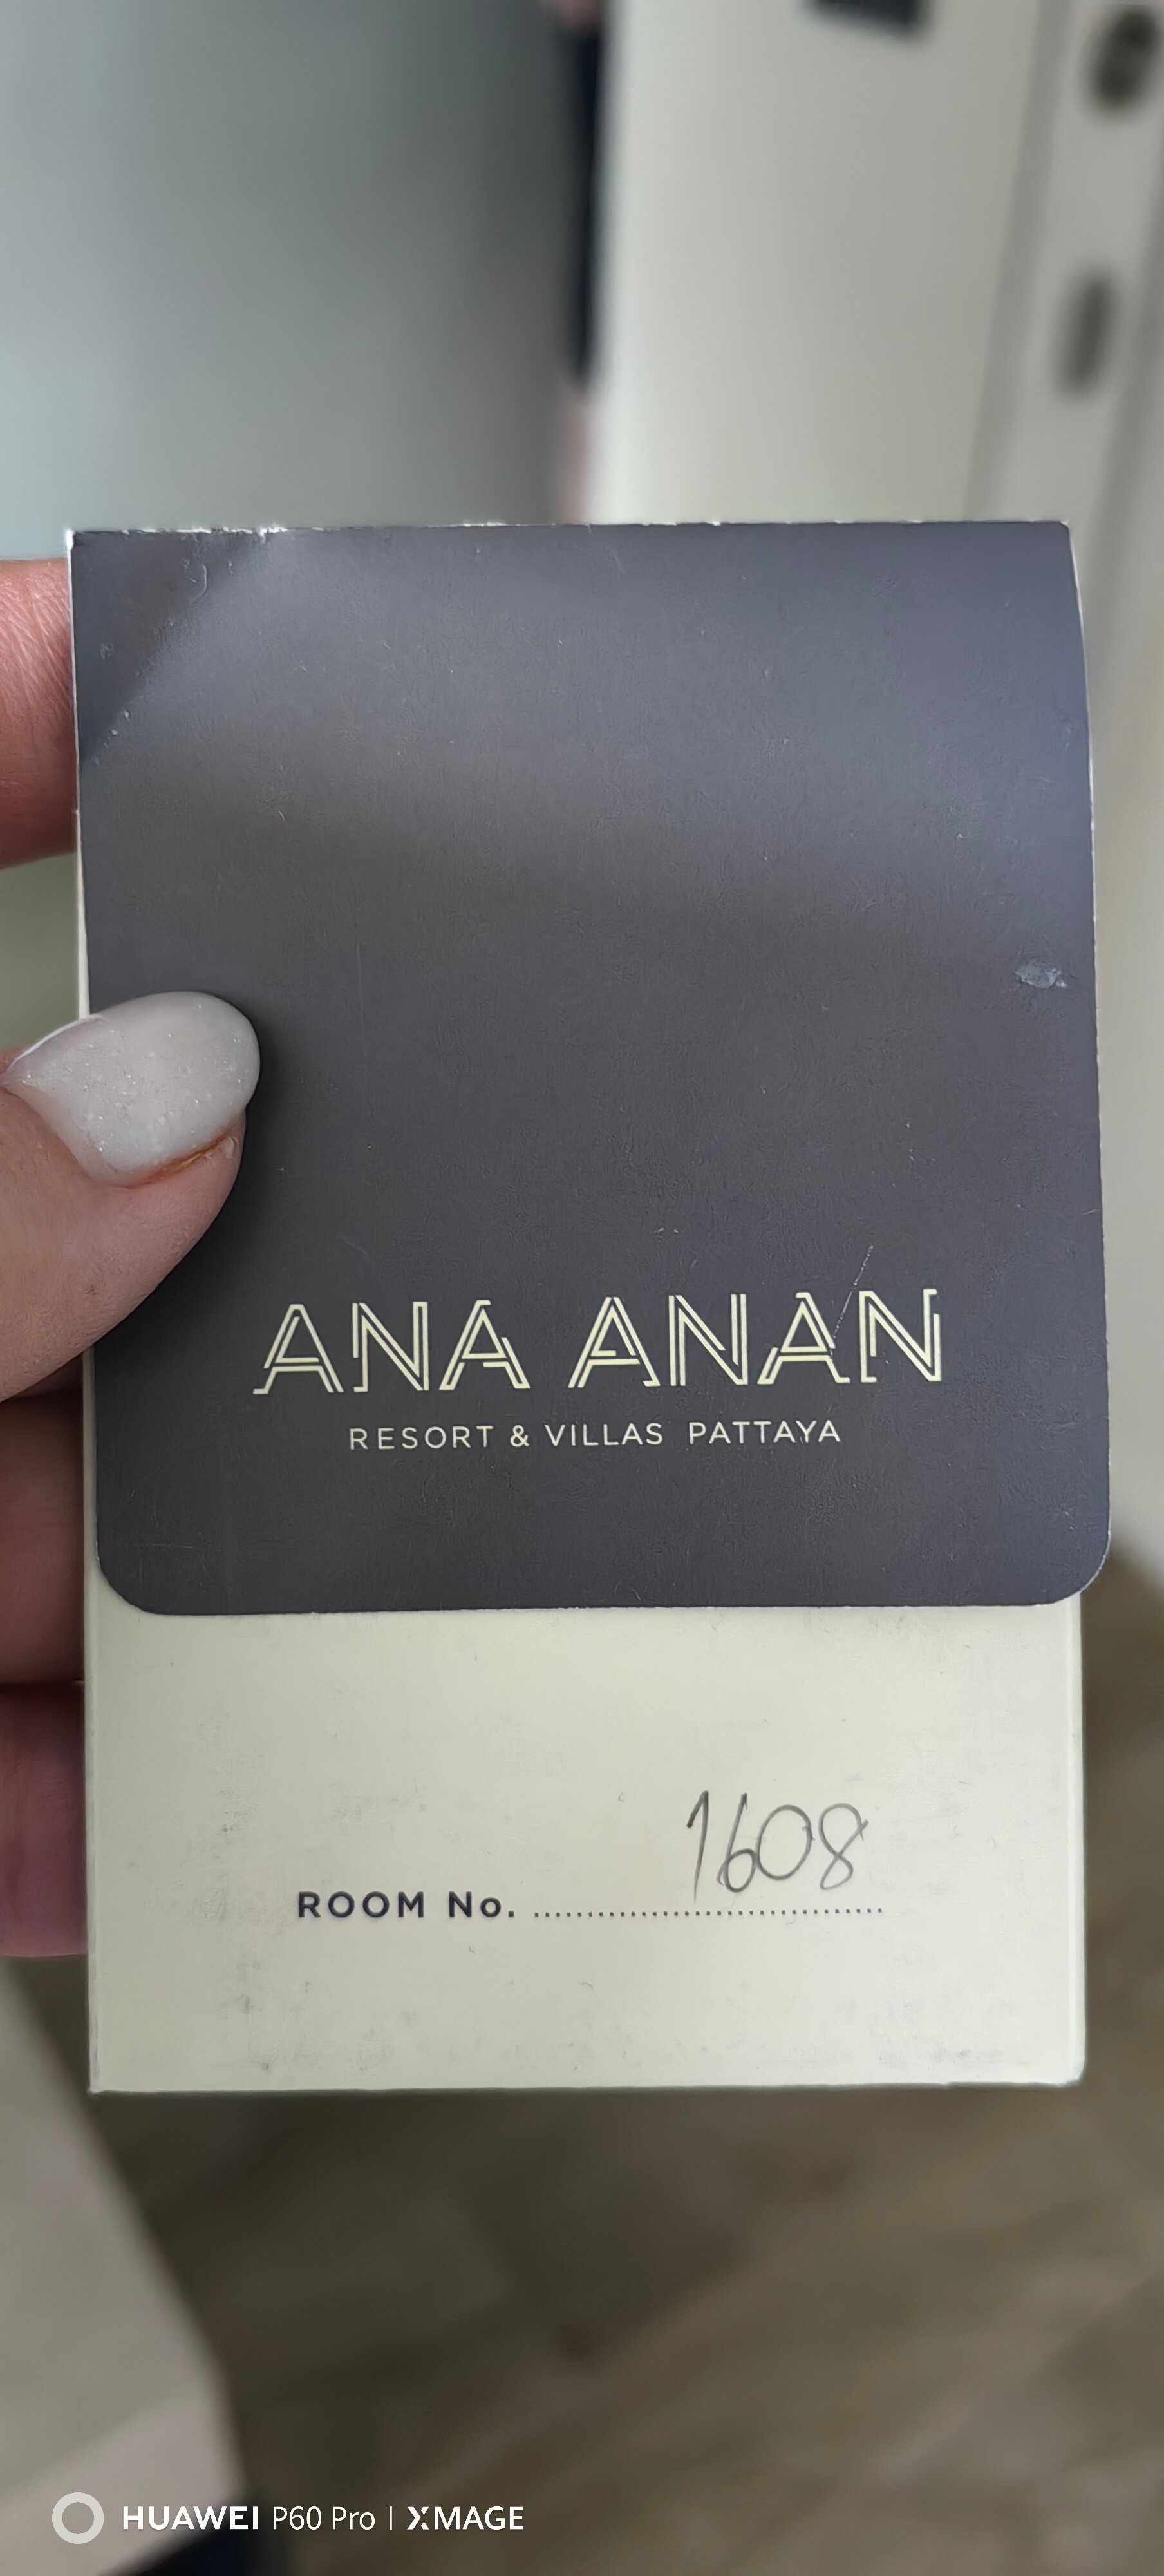 ANA ANAN
RESORT & VILLAS PATTAYA
1608
ROOM No. ................................
HUAWEI P60 Pro | XMAGE